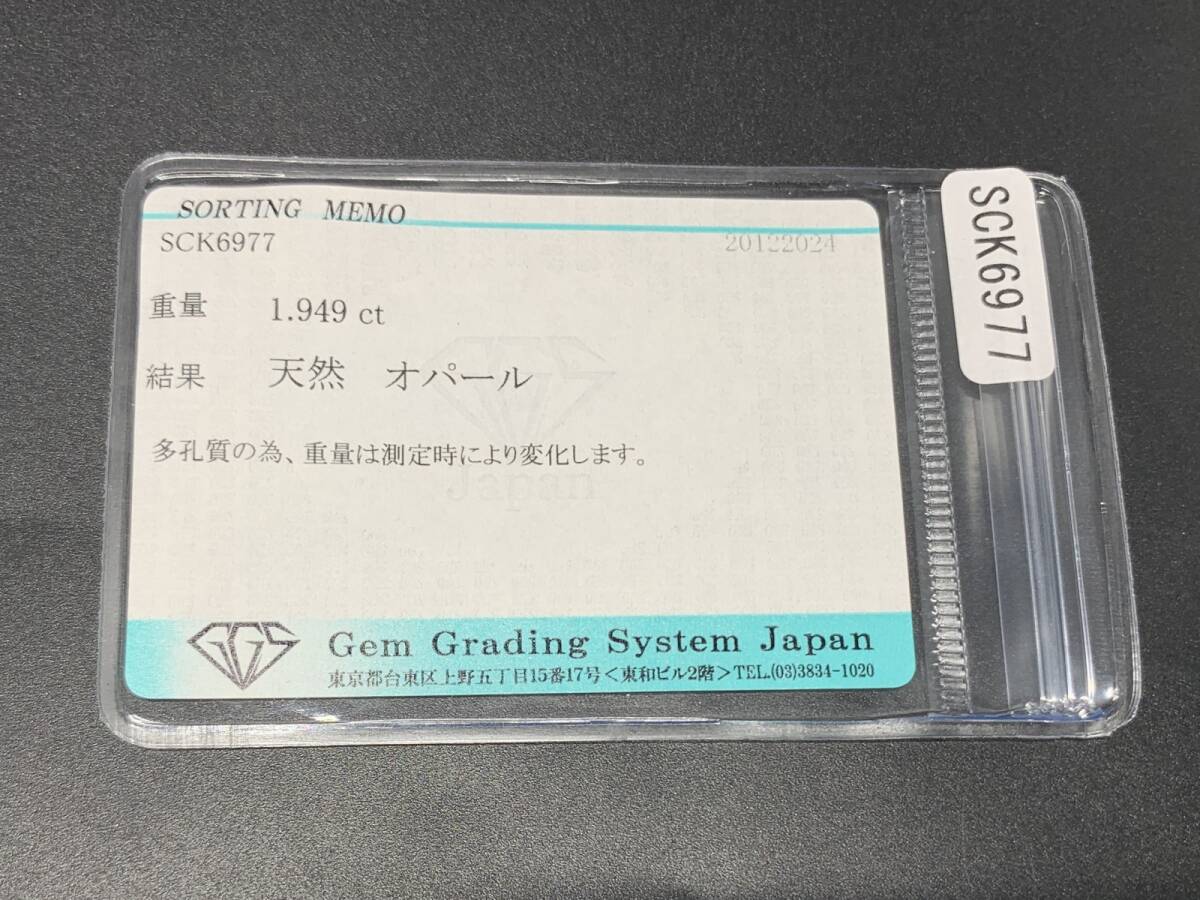 SORTING MEMO
SCK6977 20122024
重量 1.949 ct
結果 天然 オパール
多孔質の為、重量は測定時により変化します。
GGS
Japan
GGS
Gem Grading System Japan
東京都台東区上野五丁目15番17号<東和ビル2階>TEL.(03)3834-1020
SCK6977